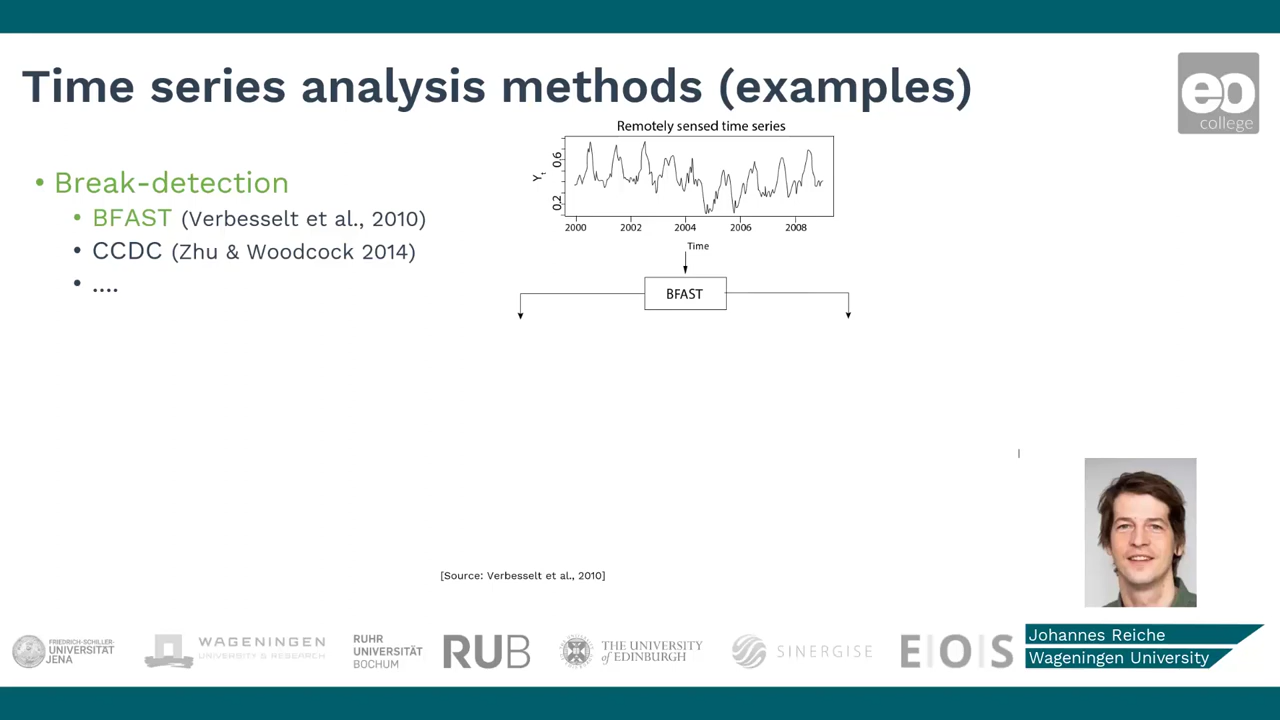 Time series analysis methods (examples)
eo
college
• Break-detection
• BFAST (Verbesselt et al., 2010)
• CCDC (Zhu & Woodcock 2014)
• ....
Remotely sensed time series
Yt
0.6
0.2
2000 2002 2004 2006 2008
Time
BFAST
[Source: Verbesselt et al., 2010]
FRIEDRICH-SCHILLER-
UNIVERSITÄT
JENA
WAGENINGEN
UNIVERSITY & RESEARCH
RUHR
UNIVERSITÄT
BOCHUM
RUB
THE UNIVERSITY
of EDINBURGH
SINERGISE
E|O|S
Johannes Reiche
Wageningen University